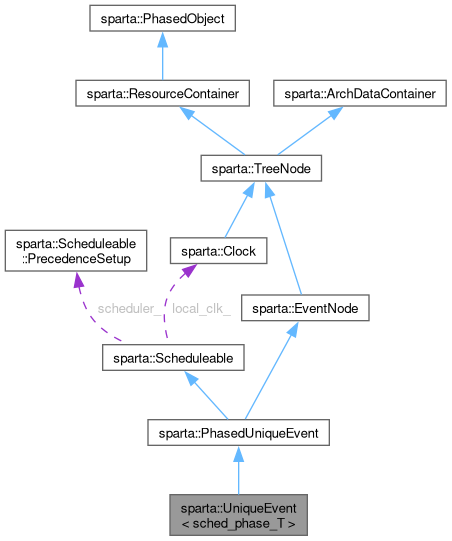 sparta::PhasedObject
sparta::ResourceContainer
sparta::ArchDataContainer
sparta::TreeNode
sparta::Scheduleable
::PrecedenceSetup
sparta::Clock
scheduler_
local_clk_
sparta::EventNode
sparta::Scheduleable
sparta::PhasedUniqueEvent
sparta::UniqueEvent
< sched_phase_T >